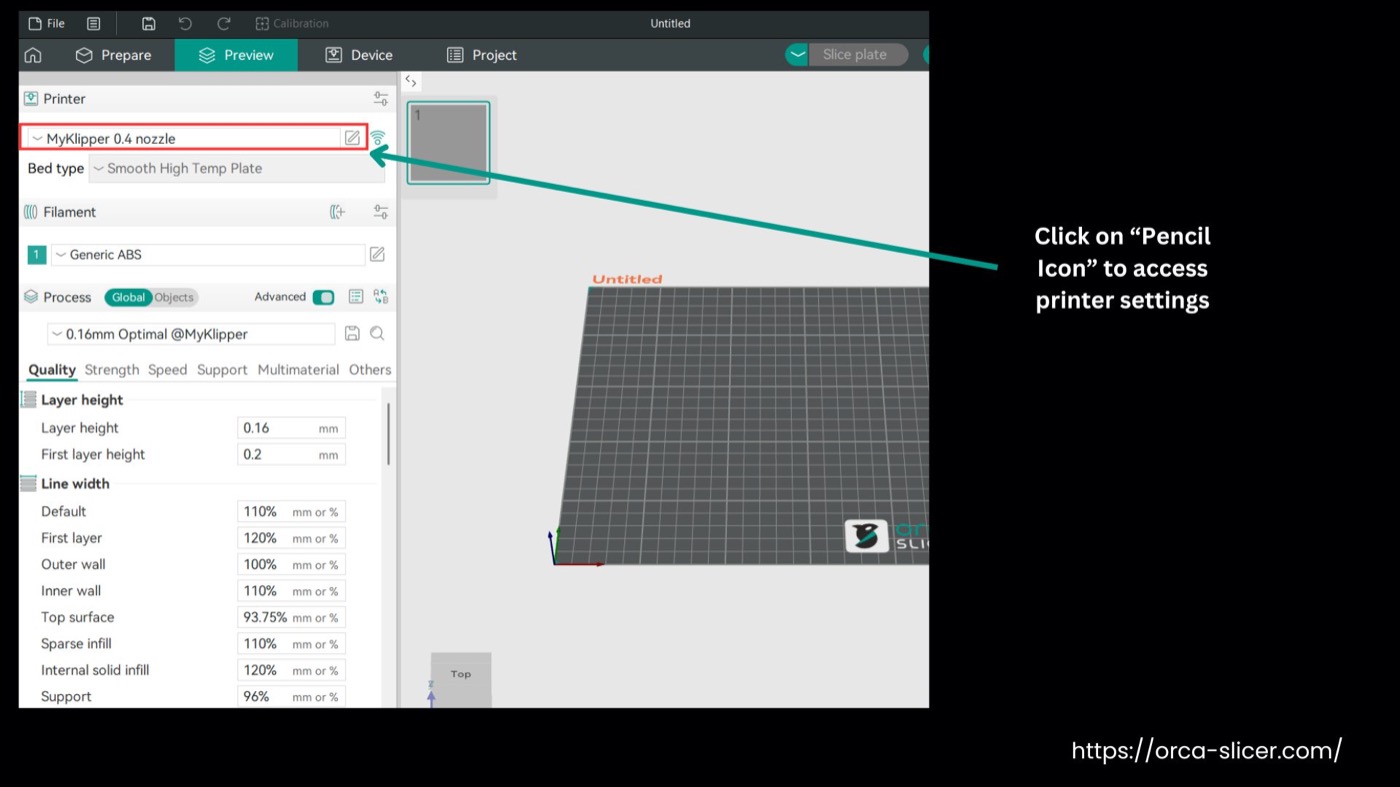 File
Calibration
Untitled
Prepare
Preview
Device
Project
Slice plate
Printer
MyKlipper 0.4 nozzle
Bed type
Smooth High Temp Plate
Filament
1 Generic ABS
Process Global Objects Advanced
0.16mm Optimal @MyKlipper
Quality Strength Speed Support Multimaterial Others
Layer height
Layer height 0.16 mm
First layer height 0.2 mm
Line width
Default 110% mm or %
First layer 120% mm or %
Outer wall 100% mm or %
Inner wall 110% mm or %
Top surface 93.75% mm or %
Sparse infill 110% mm or %
Internal solid infill 120% mm or %
Support 96% mm or %
1
Untitled
Top
Z
Click on “Pencil
Icon” to access
printer settings
https://orca-slicer.com/